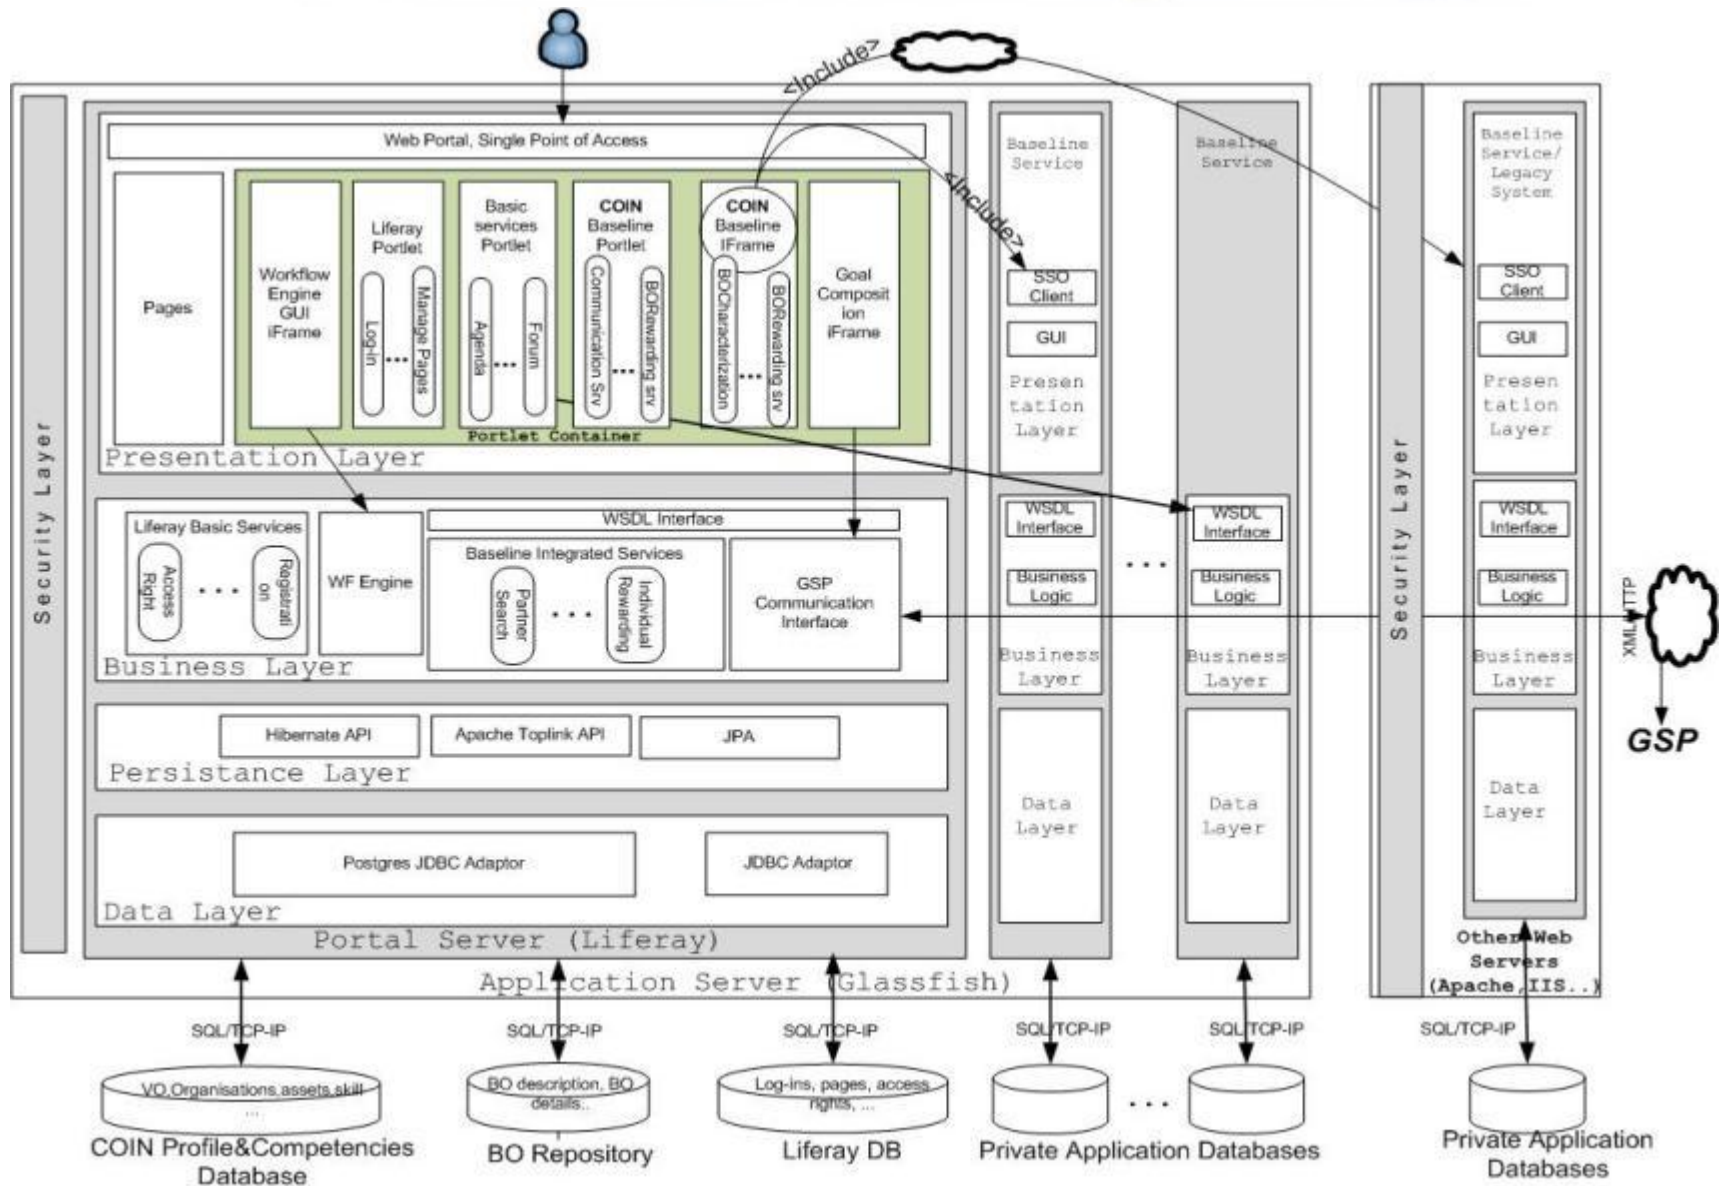 <Include>
<Include>
Security Layer
Web Portal, Single Point of Access
Pages
Workflow
Engine
GUI
iFrame
Liferay
Portlet
Log-in
...
Manage Pages
Basic
services
Portlet
Agenda
...
Forum
COIN
Baseline
Portlet
Communication Srv
...
BORewarding srv
COIN
Baseline
IFrame
BOCharacterization
...
BORewarding srv
Goal
Composit
ion
iFrame
Portlet Container
Presentation Layer
Liferay Basic Services
Access
Right
...
Registrati
on
WF Engine
WSDL Interface
Baseline Integrated Services
Partner
Search
...
Individual
Rewarding
GSP
Communication
Interface
Business Layer
Hibernate API
Apache Toplink API
JPA
Persistance Layer
Postgres JDBC Adaptor
JDBC Adaptor
Data Layer
Portal Server (Liferay)
Application Server (Glassfish)
Baseline
Service
SSO
Client
GUI
Presen
tation
Layer
WSDL
Interface
Business
Logic
Business
Layer
Data
Layer
...
Baseline
Service
WSDL
Interface
Business
Logic
Business
Layer
Data
Layer
Security Layer
Baseline
Service/
Legacy
System
SSO
Client
GUI
Presen
tation
Layer
WSDL
Interface
Business
Logic
Business
Layer
Data
Layer
Other Web
Servers
(Apache,IIS..)
XML/HTTP
GSP
SQL/TCP-IP
SQL/TCP-IP
SQL/TCP-IP
SQL/TCP-IP
SQL/TCP-IP
SQL/TCP-IP
VO,Organisations,assets,skill
...
COIN Profile&Competencies
Database
BO description, BO
details..
BO Repository
Log-ins, pages, access
rights, ...
Liferay DB
...
Private Application Databases
Private Application
Databases